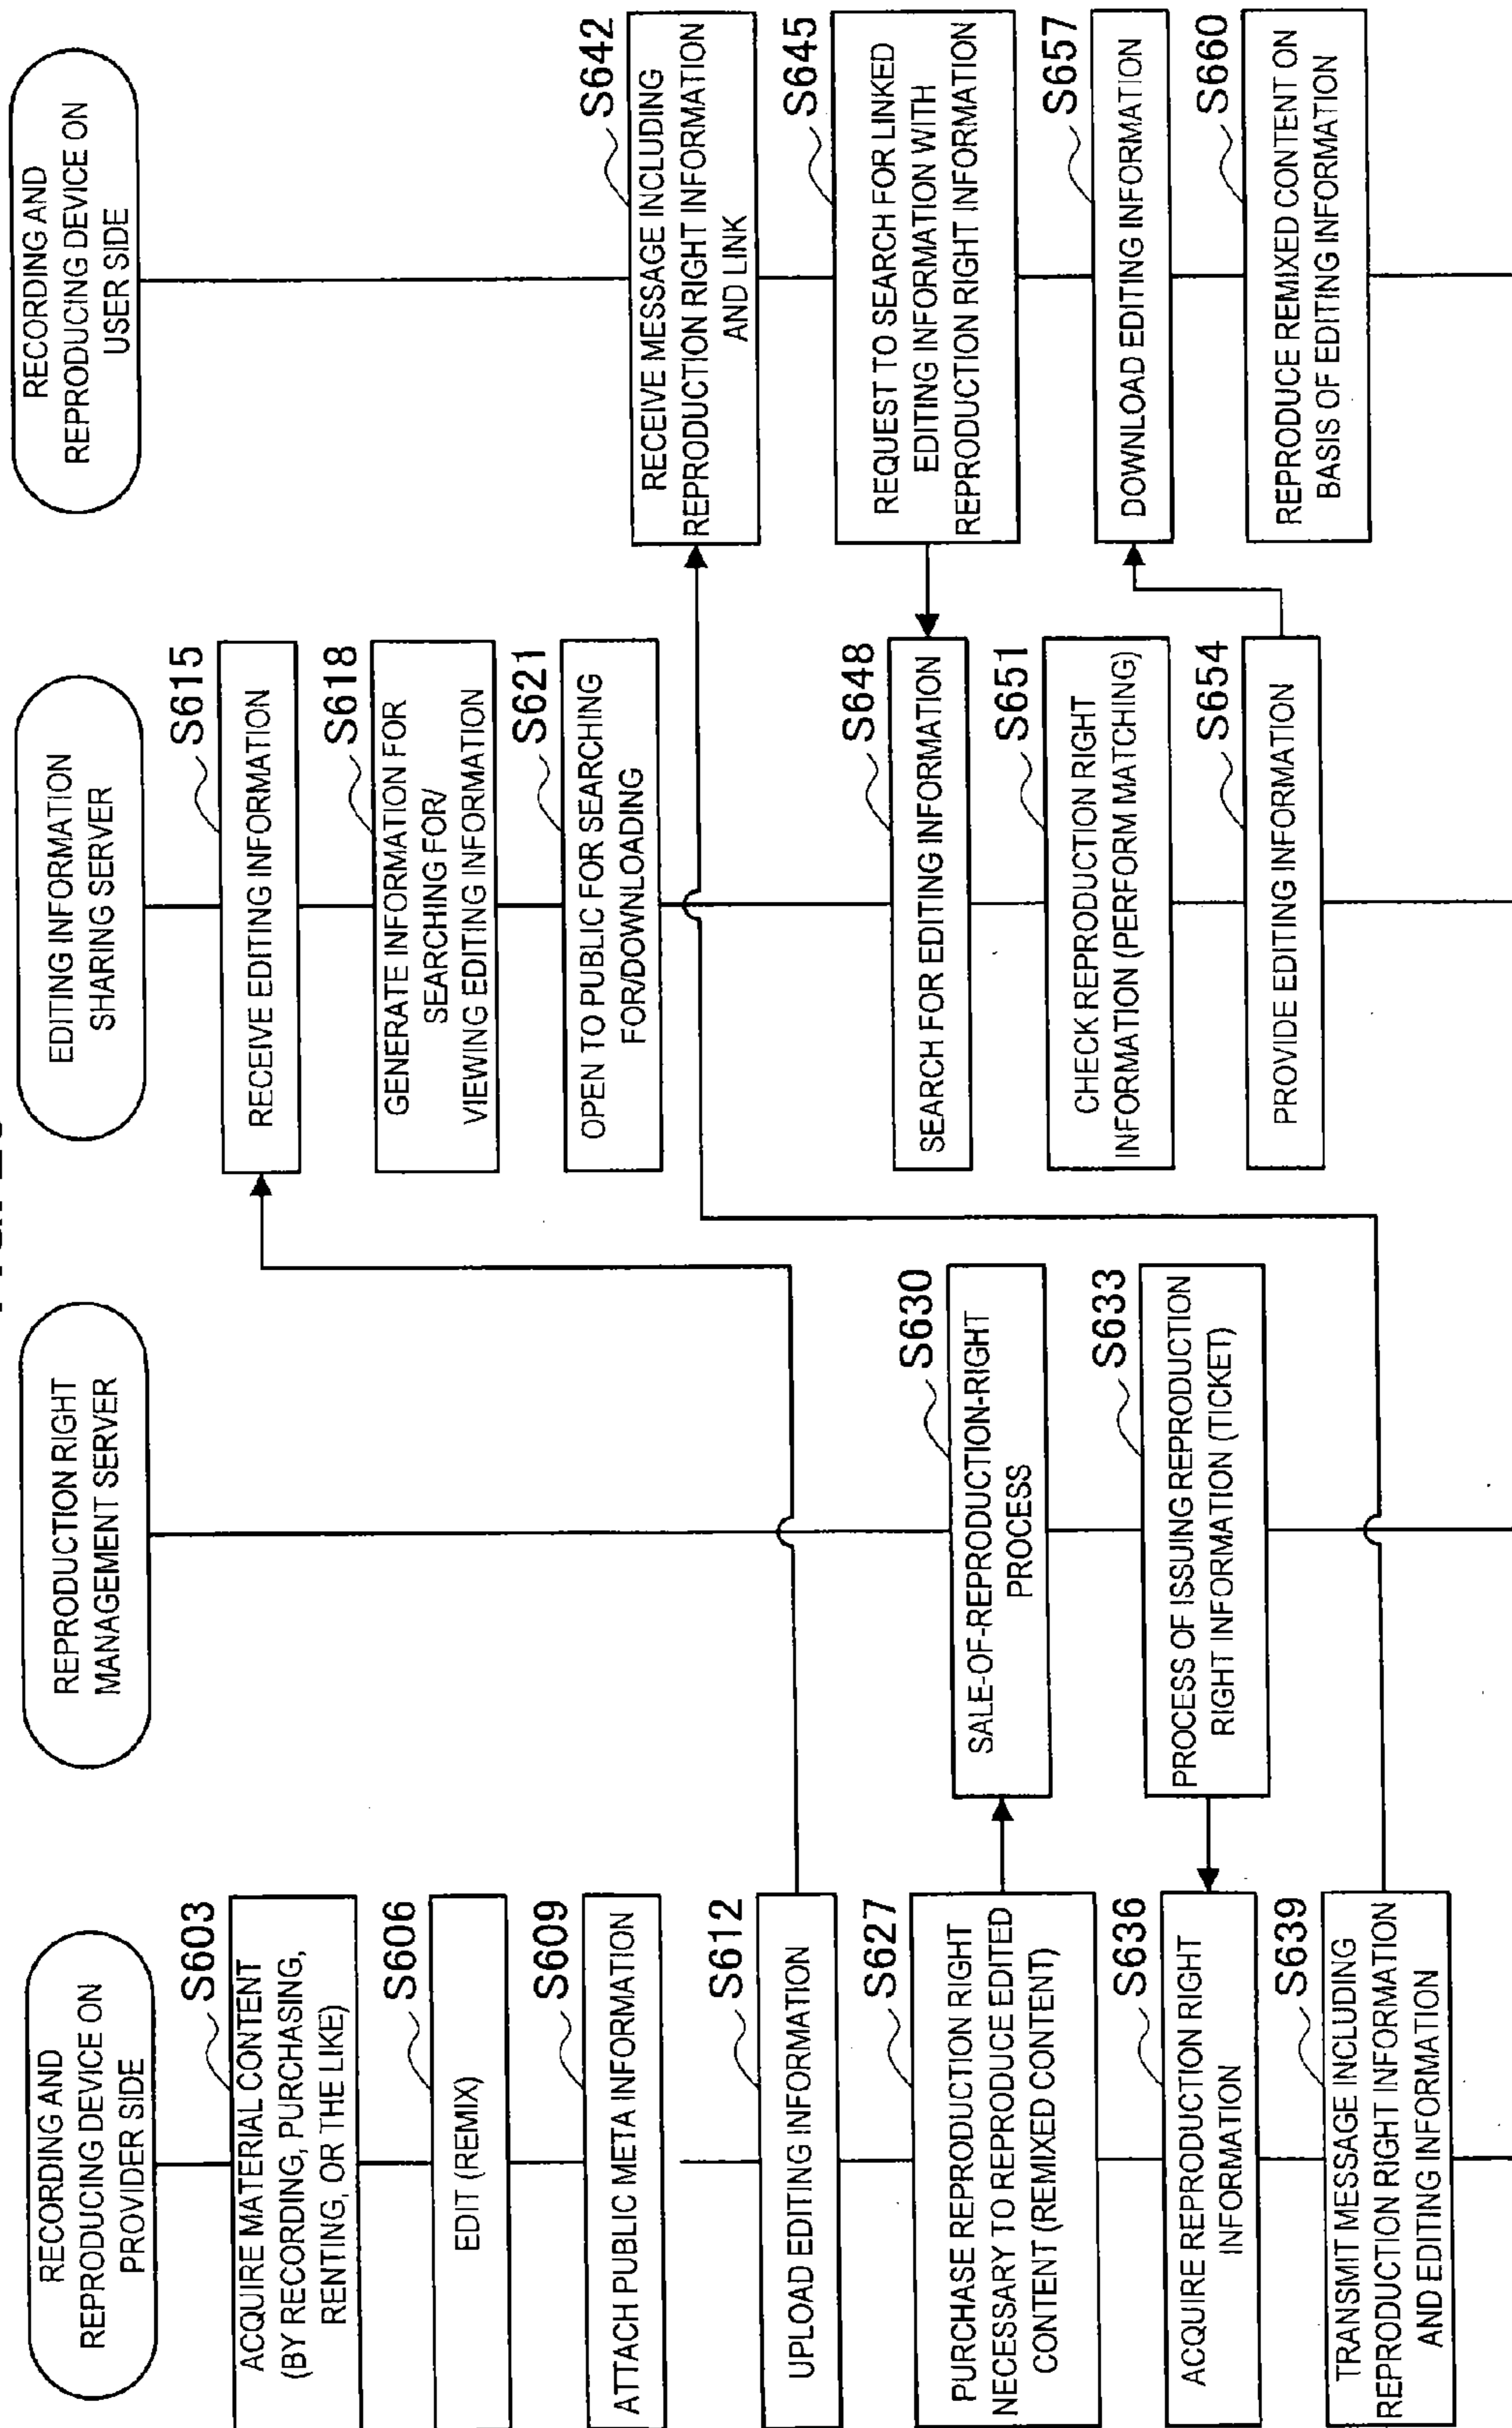 RECORDING AND
REPRODUCING DEVICE ON
PROVIDER SIDE
S603
ACQUIRE MATERIAL CONTENT
(BY RECORDING, PURCHASING,
RENTING, OR THE LIKE)
S606
EDIT (REMIX)
S609
ATTACH PUBLIC META INFORMATION
S612
UPLOAD EDITING INFORMATION
S627
PURCHASE REPRODUCTION RIGHT
NECESSARY TO REPRODUCE EDITED
CONTENT (REMIXED CONTENT)
S636
ACQUIRE REPRODUCTION RIGHT
INFORMATION
S639
TRANSMIT MESSAGE INCLUDING
REPRODUCTION RIGHT INFORMATION
AND EDITING INFORMATION
REPRODUCTION RIGHT
MANAGEMENT SERVER
S630
SALE-OF-REPRODUCTION-RIGHT
PROCESS
S633
PROCESS OF ISSUING REPRODUCTION
RIGHT INFORMATION (TICKET)
EDITING INFORMATION
SHARING SERVER
S615
RECEIVE EDITING INFORMATION
S618
GENERATE INFORMATION FOR
SEARCHING FOR/
VIEWING EDITING INFORMATION
S621
OPEN TO PUBLIC FOR SEARCHING
FOR/DOWNLOADING
S648
SEARCH FOR EDITING INFORMATION
S651
CHECK REPRODUCTION RIGHT
INFORMATION (PERFORM MATCHING)
S654
PROVIDE EDITING INFORMATION
RECORDING AND
REPRODUCING DEVICE ON
USER SIDE
S642
RECEIVE MESSAGE INCLUDING
REPRODUCTION RIGHT INFORMATION
AND LINK
S645
REQUEST TO SEARCH FOR LINKED
EDITING INFORMATION WITH
REPRODUCTION RIGHT INFORMATION
S657
DOWNLOAD EDITING INFORMATION
S660
REPRODUCE REMIXED CONTENT ON
BASIS OF EDITING INFORMATION